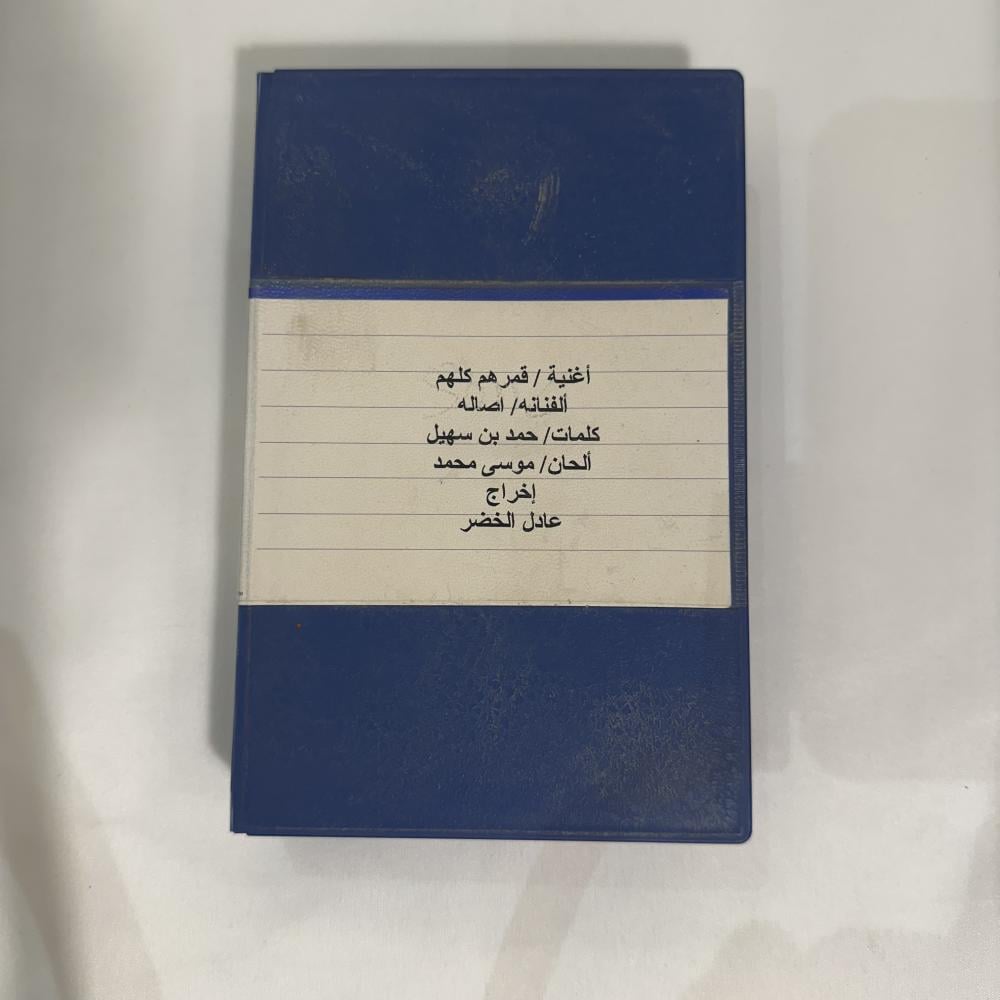 أغنية / قمرهم كلهم
ألفنانه/ اصاله
كلمات/ حمد بن سهيل
ألحان/ موسى محمد
إخراج
عادل الخضر